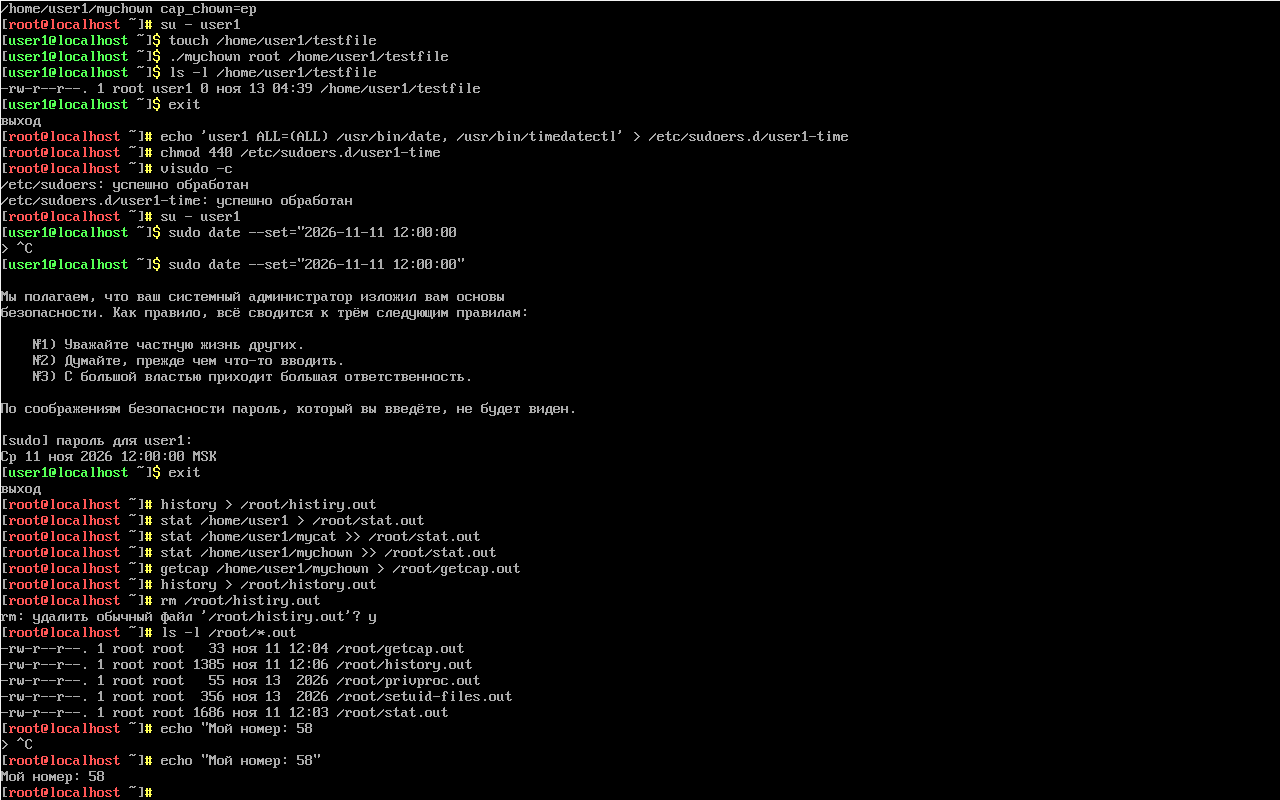 /home/user1/mychown cap_chown=ep
[root@localhost ~]# su - user1
[user1@localhost ~]$ touch /home/user1/testfile
[user1@localhost ~]$ ./mychown root /home/user1/testfile
[user1@localhost ~]$ ls -l /home/user1/testfile
-rw-r--r--. 1 root user1 0 ноя 13 04:39 /home/user1/testfile
[user1@localhost ~]$ exit
выход
[root@localhost ~]# echo 'user1 ALL=(ALL) /usr/bin/date, /usr/bin/timedatectl' > /etc/sudoers.d/user1-time
[root@localhost ~]# chmod 440 /etc/sudoers.d/user1-time
[root@localhost ~]# visudo -c
/etc/sudoers: успешно обработан
/etc/sudoers.d/user1-time: успешно обработан
[root@localhost ~]# su - user1
[user1@localhost ~]$ sudo date --set="2026-11-11 12:00:00
> ^C
[user1@localhost ~]$ sudo date --set="2026-11-11 12:00:00"
Мы полагаем, что ваш системный администратор изложил вам основы
безопасности. Как правило, всё сводится к трём следующим правилам:
№1) Уважайте частную жизнь других.
№2) Думайте, прежде чем что-то вводить.
№3) С большой властью приходит большая ответственность.
По соображениям безопасности пароль, который вы введёте, не будет виден.
[sudo] пароль для user1:
Ср 11 ноя 2026 12:00:00 MSK
[user1@localhost ~]$ exit
выход
[root@localhost ~]# history > /root/histiry.out
[root@localhost ~]# stat /home/user1 > /root/stat.out
[root@localhost ~]# stat /home/user1/mycat >> /root/stat.out
[root@localhost ~]# stat /home/user1/mychown >> /root/stat.out
[root@localhost ~]# getcap /home/user1/mychown > /root/getcap.out
[root@localhost ~]# history > /root/history.out
[root@localhost ~]# rm /root/histiry.out
rm: удалить обычный файл '/root/histiry.out'? y
[root@localhost ~]# ls -l /root/*.out
-rw-r--r--. 1 root root   33 ноя 11 12:04 /root/getcap.out
-rw-r--r--. 1 root root 1385 ноя 11 12:06 /root/history.out
-rw-r--r--. 1 root root   55 ноя 13  2026 /root/privproc.out
-rw-r--r--. 1 root root  356 ноя 13  2026 /root/setuid-files.out
-rw-r--r--. 1 root root 1686 ноя 11 12:03 /root/stat.out
[root@localhost ~]# echo "Мой номер: 58
> ^C
[root@localhost ~]# echo "Мой номер: 58"
Мой номер: 58
[root@localhost ~]#